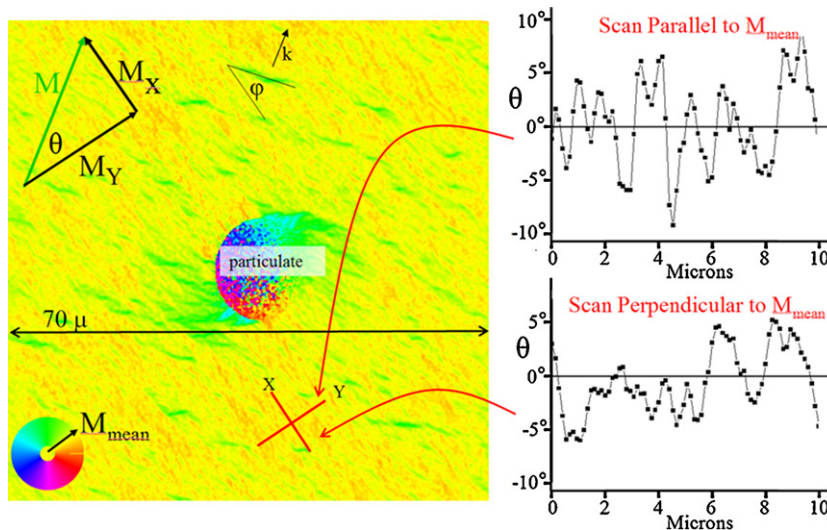 M
M_X
θ
M_Y
k
φ
particulate
70 μ
X
Y
M_mean
Scan Parallel to M_mean
10°
5°
θ
0
-5°
-10°
0 2 4 6 8 10
Microns
Scan Perpendicular to M_mean
5°
θ
0
-5°
-10°
0 2 4 6 8 10
Microns